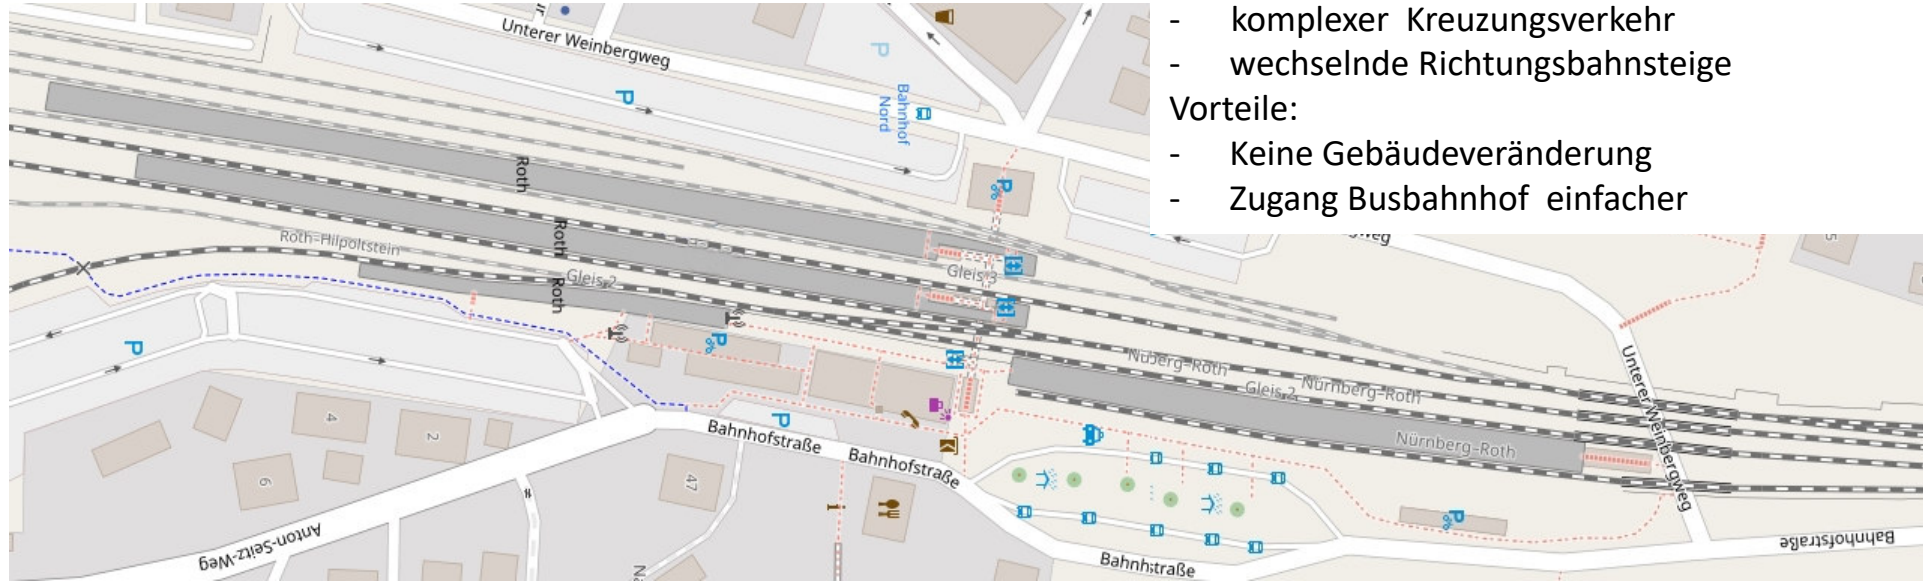 - komplexer Kreuzungsverkehr
- wechselnde Richtungsbahnsteige
Vorteile:
- Keine Gebäudeveränderung
- Zugang Busbahnhof einfacher
Unterer Weinbergweg
P
P
Bahnhof
Nord
P
Roth
Roth
Roth
Roth-Hilpoltstein
Gleis 2
Gleis 3
P
P
Nürnberg-Roth
Gleis 2
Nürnberg-Roth
Unterer Weinbergweg
Nürnberg-Roth
4
2
6
47
P
Bahnhofstraße
Bahnhofstraße
i
P
Anton-Seitz-Weg
Bahnhofstraße